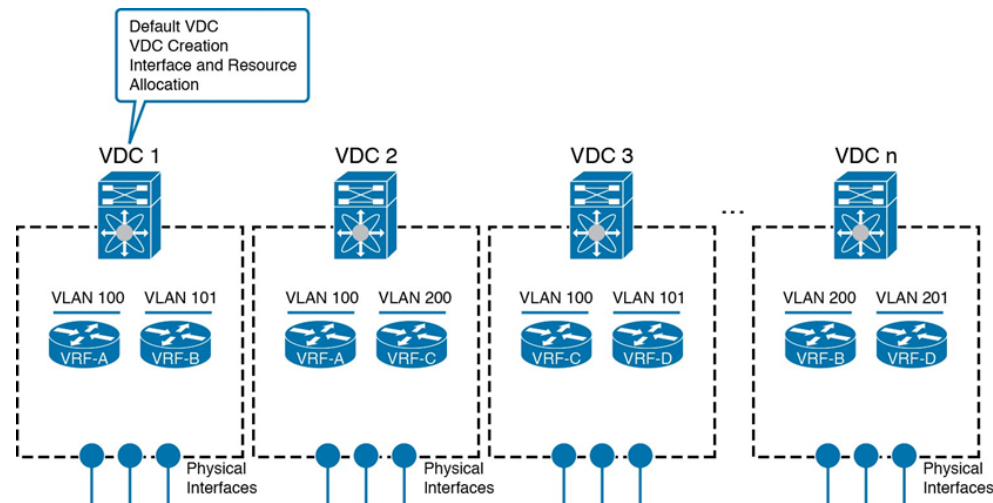 Default VDC
VDC Creation
Interface and Resource
Allocation
VDC 1
VDC 2
VDC 3
...
VDC n
VLAN 100
VLAN 101
VLAN 100
VLAN 200
VLAN 100
VLAN 101
VLAN 200
VLAN 201
VRF-A
VRF-B
VRF-A
VRF-C
VRF-C
VRF-D
VRF-B
VRF-D
Physical
Interfaces
Physical
Interfaces
Physical
Interfaces